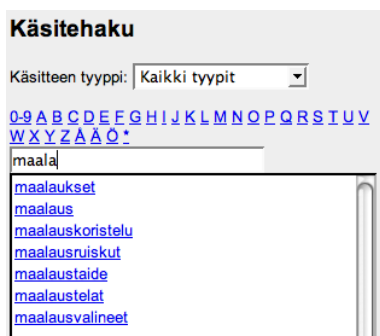 Käsitehaku
Käsitteen tyyppi: Kaikki tyypit
0-9 A B C D E F G H I J K L M N O P Q R S T U V
W X Y Z Å Ä Ö *
maala
maalaukset
maalaus
maalauskoristelu
maalausruiskut
maalaustaide
maalaustelat
maalausvalineet